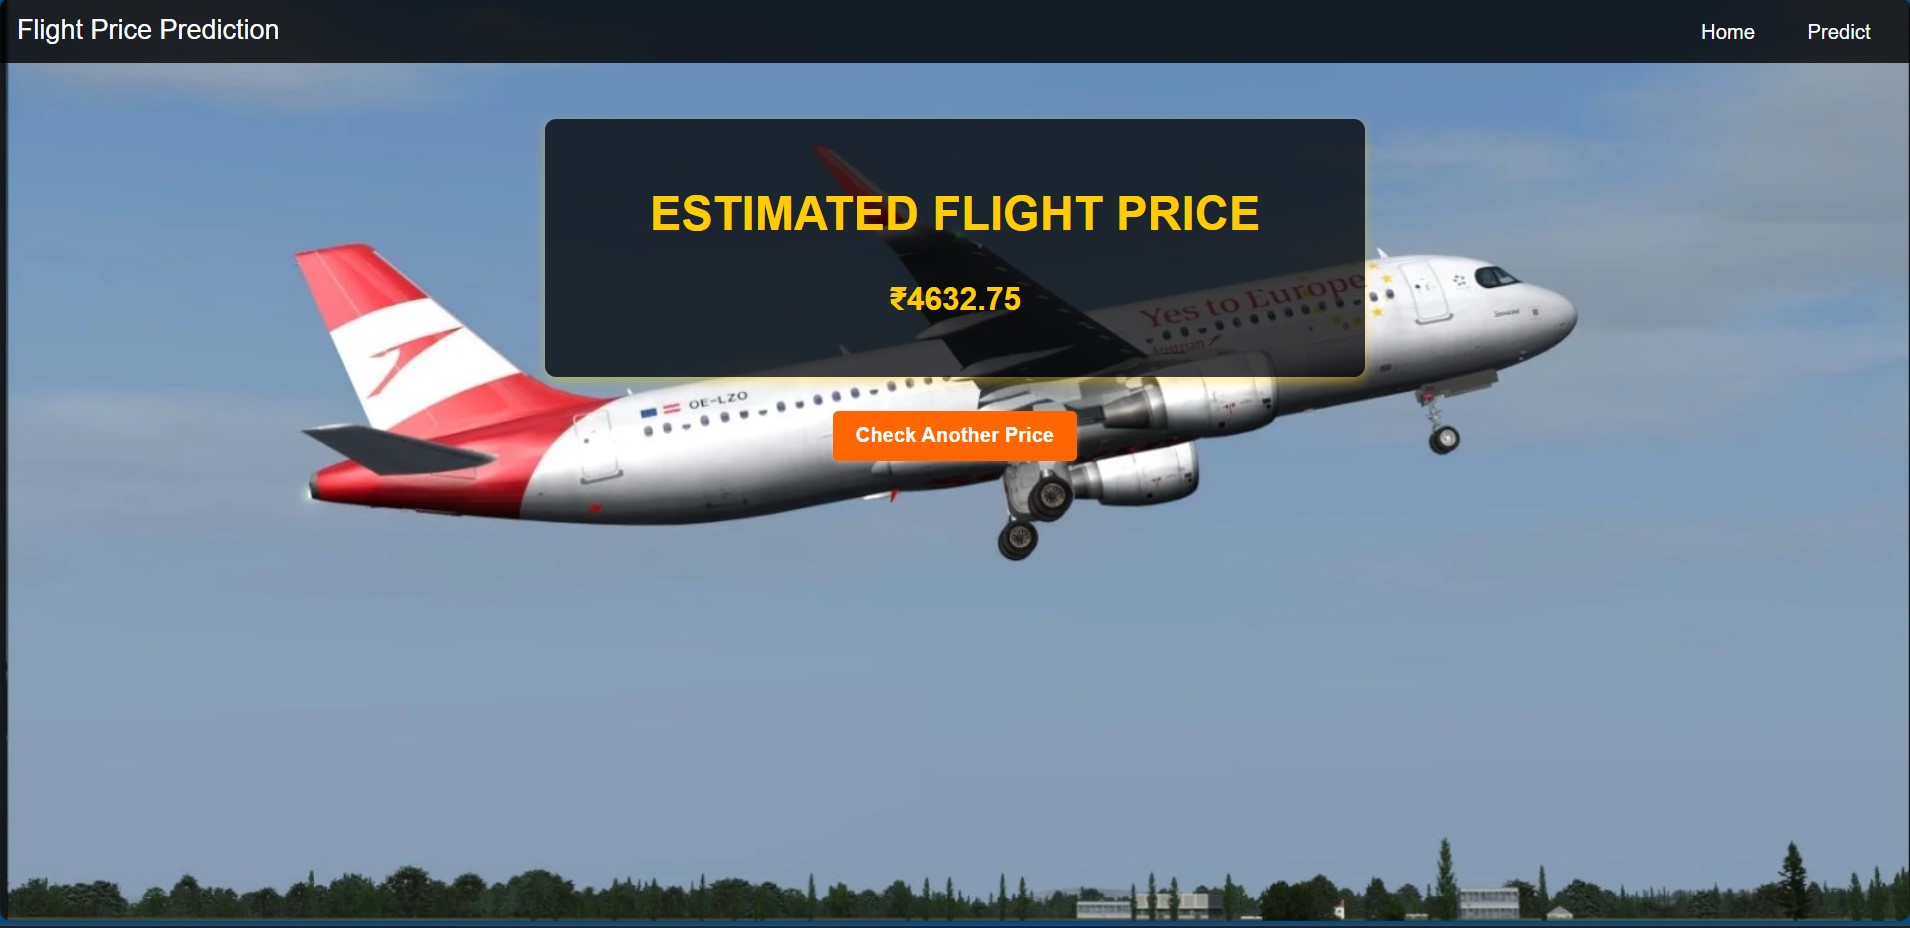 Flight Price Prediction
Home
Predict
ESTIMATED FLIGHT PRICE
₹4632.75
Yes to Europe
Austrian
OE-LZO
Check Another Price